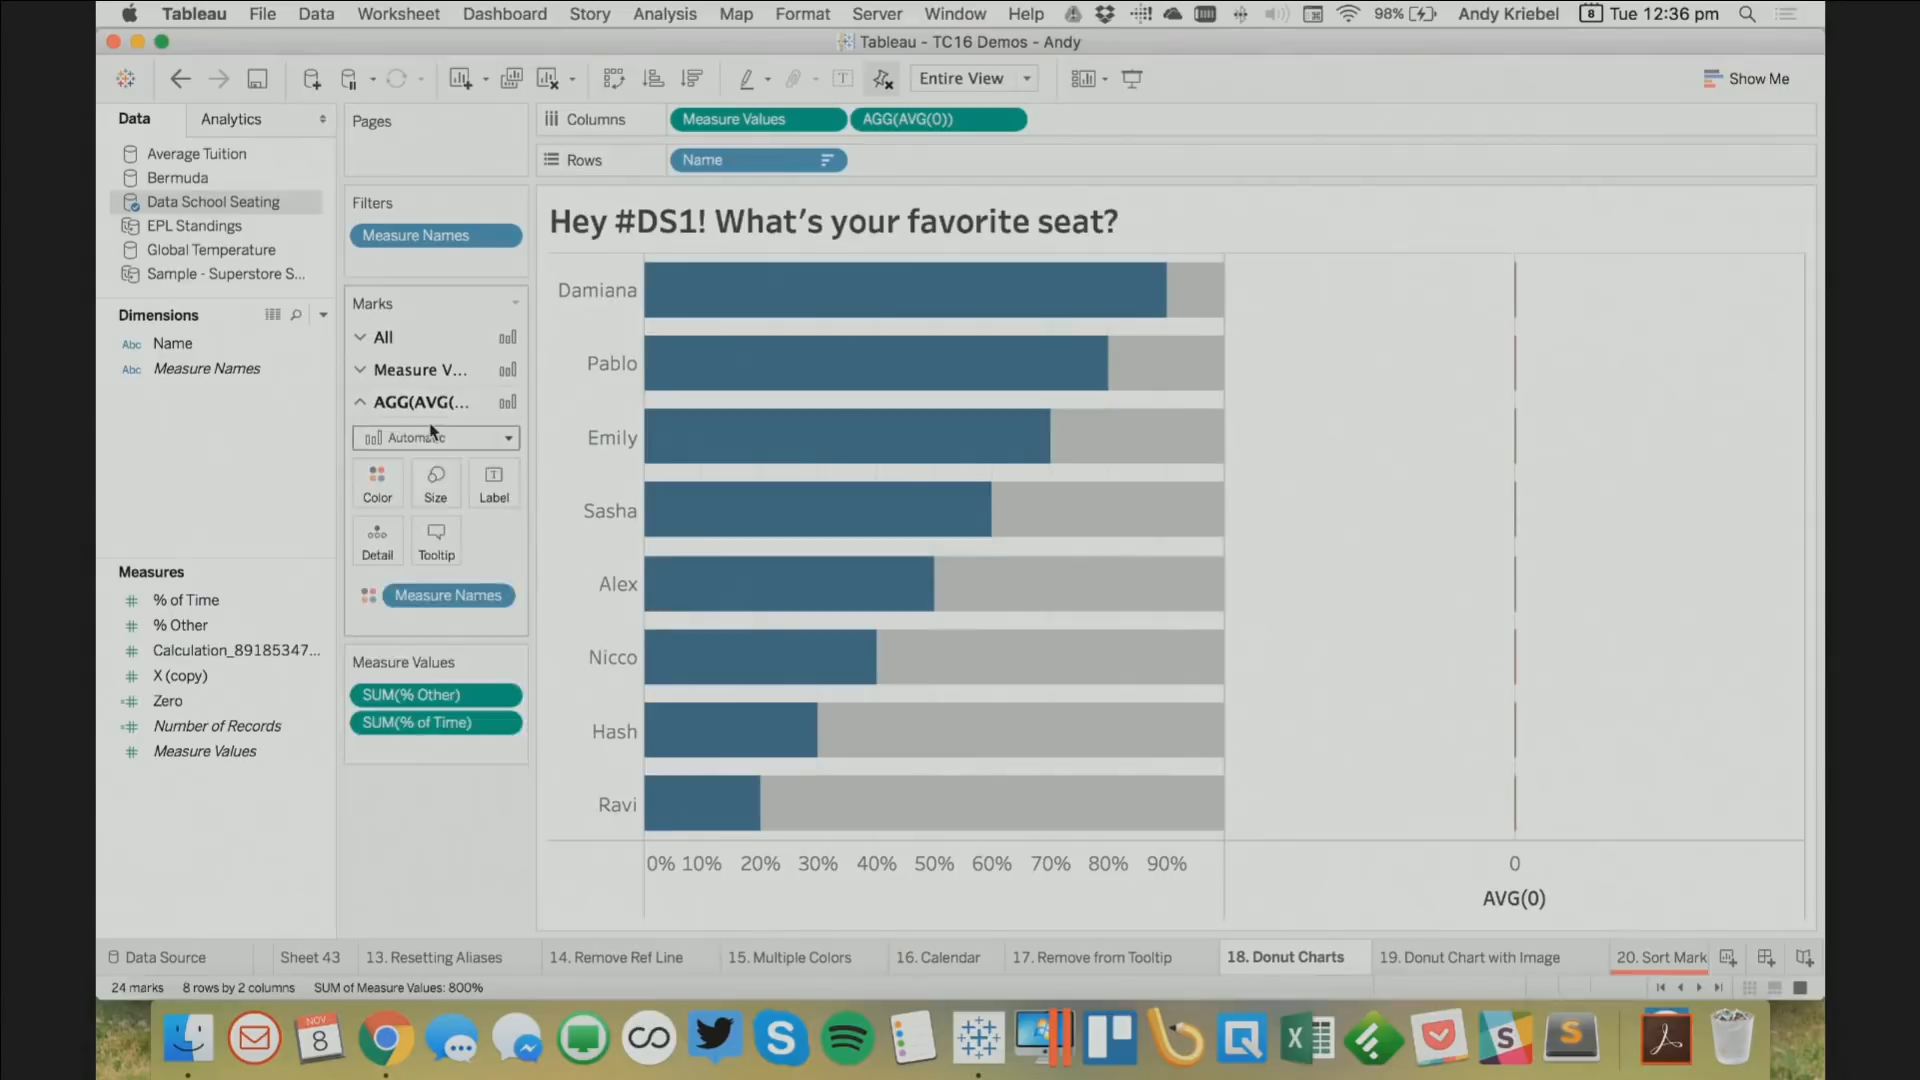 Tableau File Data Worksheet Dashboard Story Analysis Map Format Server Window Help 98% Andy Kriebel 8 Tue 12:36 pm
Tableau - TC16 Demos - Andy
Entire View Show Me
Data Analytics
Average Tuition
Bermuda
Data School Seating
EPL Standings
Global Temperature
Sample - Superstore S...
Dimensions
Abc Name
Abc Measure Names
Measures
% of Time
% Other
Calculation_89185347...
X (copy)
Zero
Number of Records
Measure Values
Pages
Filters
Measure Names
Marks
All
Measure V...
AGG(AVG(...
Automatic
Color Size Label
Detail Tooltip
Measure Names
Measure Values
SUM(% Other)
SUM(% of Time)
Columns Measure Values AGG(AVG(0))
Rows Name
Hey #DS1! What's your favorite seat?
Damiana
Pablo
Emily
Sasha
Alex
Nicco
Hash
Ravi
0% 10% 20% 30% 40% 50% 60% 70% 80% 90% 0
AVG(0)
Data Source Sheet 43 13. Resetting Aliases 14. Remove Ref Line 15. Multiple Colors 16. Calendar 17. Remove from Tooltip 18. Donut Charts 19. Donut Chart with Image 20. Sort Mark
24 marks 8 rows by 2 columns SUM of Measure Values: 800%
NOV
8